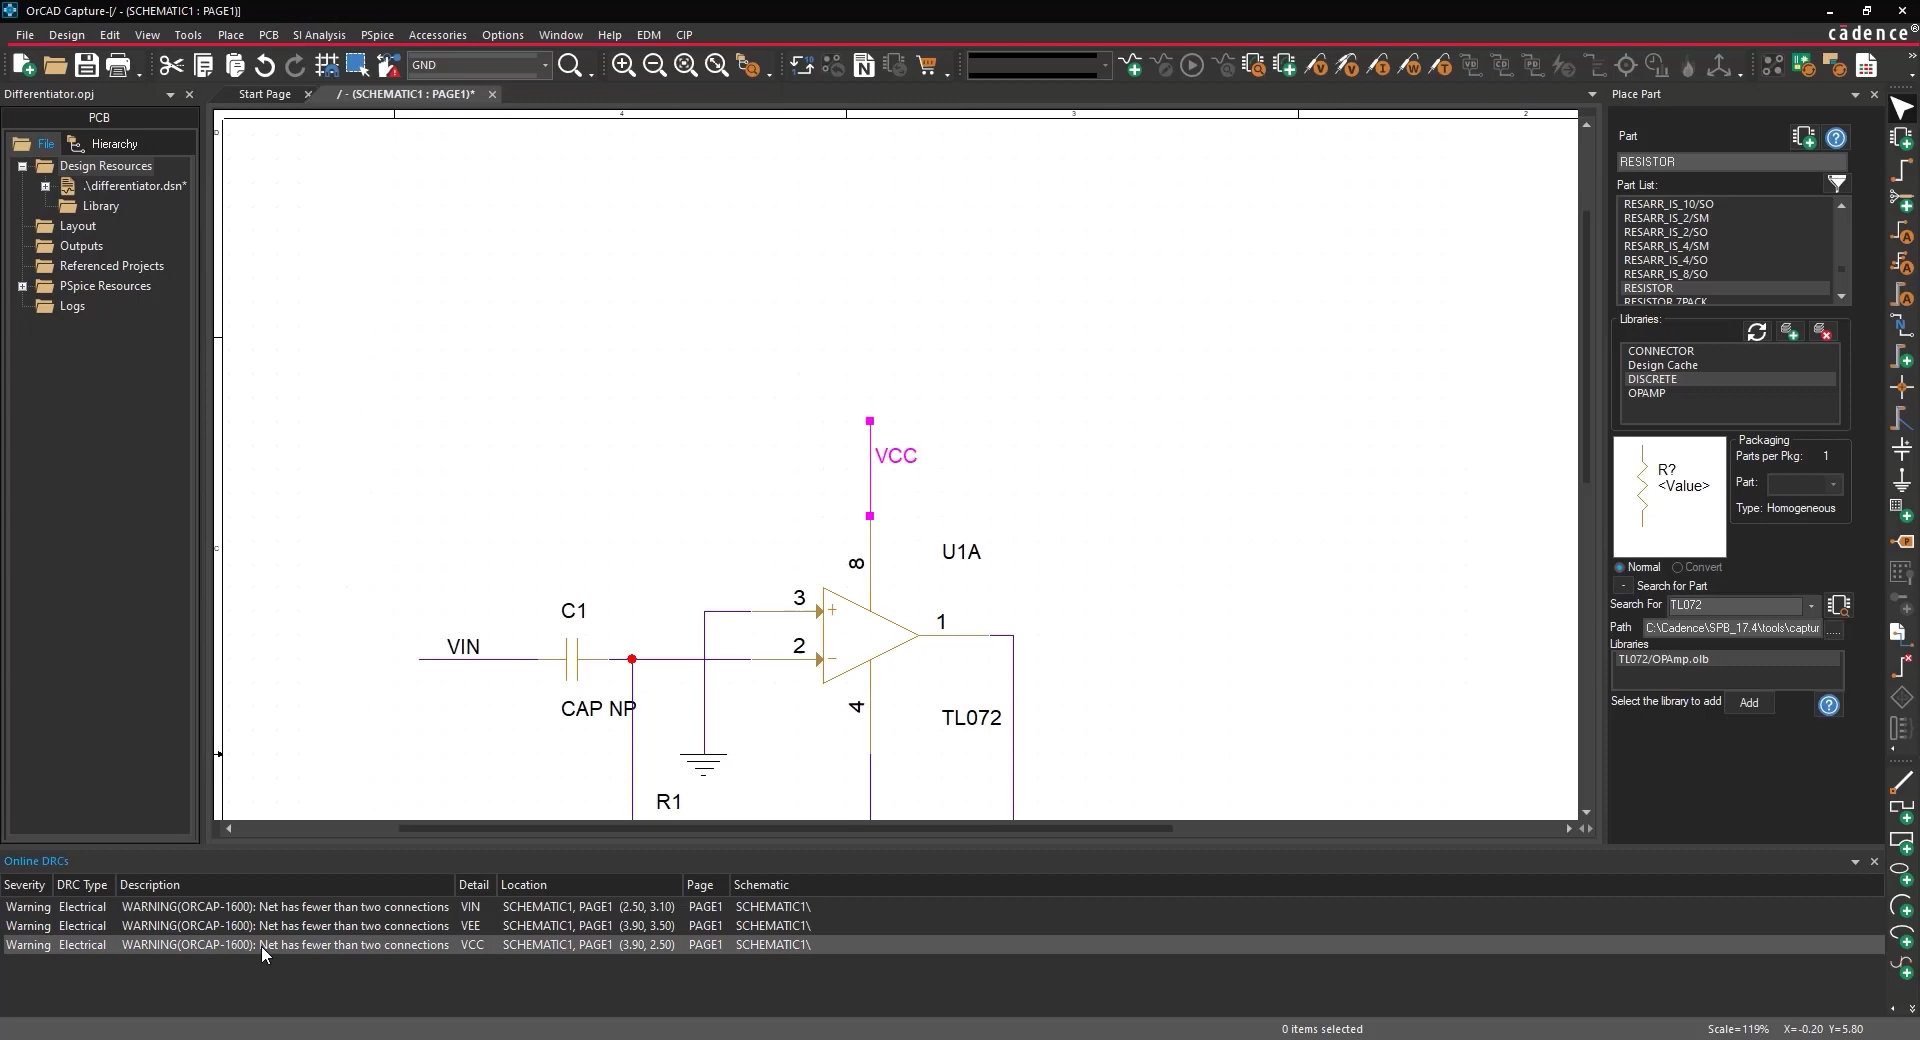 OrCAD Capture-[/ - (SCHEMATIC1 : PAGE1)]
File Design Edit View Tools Place PCB SI Analysis PSpice Accessories Options Window Help EDM CIP
cādence®
GND
Differentiator.opj
Start Page
/ - (SCHEMATIC1 : PAGE1)*
PCB
File
Hierarchy
Design Resources
.\differentiator.dsn*
Library
Layout
Outputs
Referenced Projects
PSpice Resources
Logs
4
3
2
D
C
VCC
8
U1A
3
+
1
2
-
4
TL072
C1
VIN
CAP NP
R1
Place Part
Part
RESISTOR
Part List:
RESARR_IS_10/SO
RESARR_IS_2/SM
RESARR_IS_2/SO
RESARR_IS_4/SM
RESARR_IS_4/SO
RESARR_IS_8/SO
RESISTOR
RESISTOR 7PACK
Libraries:
CONNECTOR
Design Cache
DISCRETE
OPAMP
R?
<Value>
Packaging
Parts per Pkg: 1
Part:
Type: Homogeneous
Normal
Convert
- Search for Part
Search For TL072
Path C:\Cadence\SPB_17.4\tools\captur
.....
Libraries
TL072/OPAmp.olb
Select the library to add
Add
Online DRCs
Severity DRC Type Description Detail Location Page Schematic
Warning Electrical WARNING(ORCAP-1600): Net has fewer than two connections VIN SCHEMATIC1, PAGE1 (2.50, 3.10) PAGE1 SCHEMATIC1\
Warning Electrical WARNING(ORCAP-1600): Net has fewer than two connections VEE SCHEMATIC1, PAGE1 (3.90, 3.50) PAGE1 SCHEMATIC1\
Warning Electrical WARNING(ORCAP-1600): Net has fewer than two connections VCC SCHEMATIC1, PAGE1 (3.90, 2.50) PAGE1 SCHEMATIC1\
0 items selected
Scale=119% X=-0.20 Y=5.80